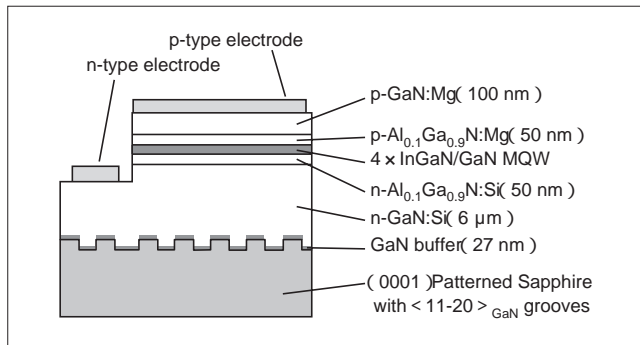 p-type electrode
n-type electrode
p-GaN:Mg( 100 nm )
p-Al0.1Ga0.9N:Mg( 50 nm )
4 × InGaN/GaN MQW
n-Al0.1Ga0.9N:Si( 50 nm )
n-GaN:Si( 6 μm )
GaN buffer( 27 nm )
( 0001 )Patterned Sapphire
with < 11-20 > GaN grooves